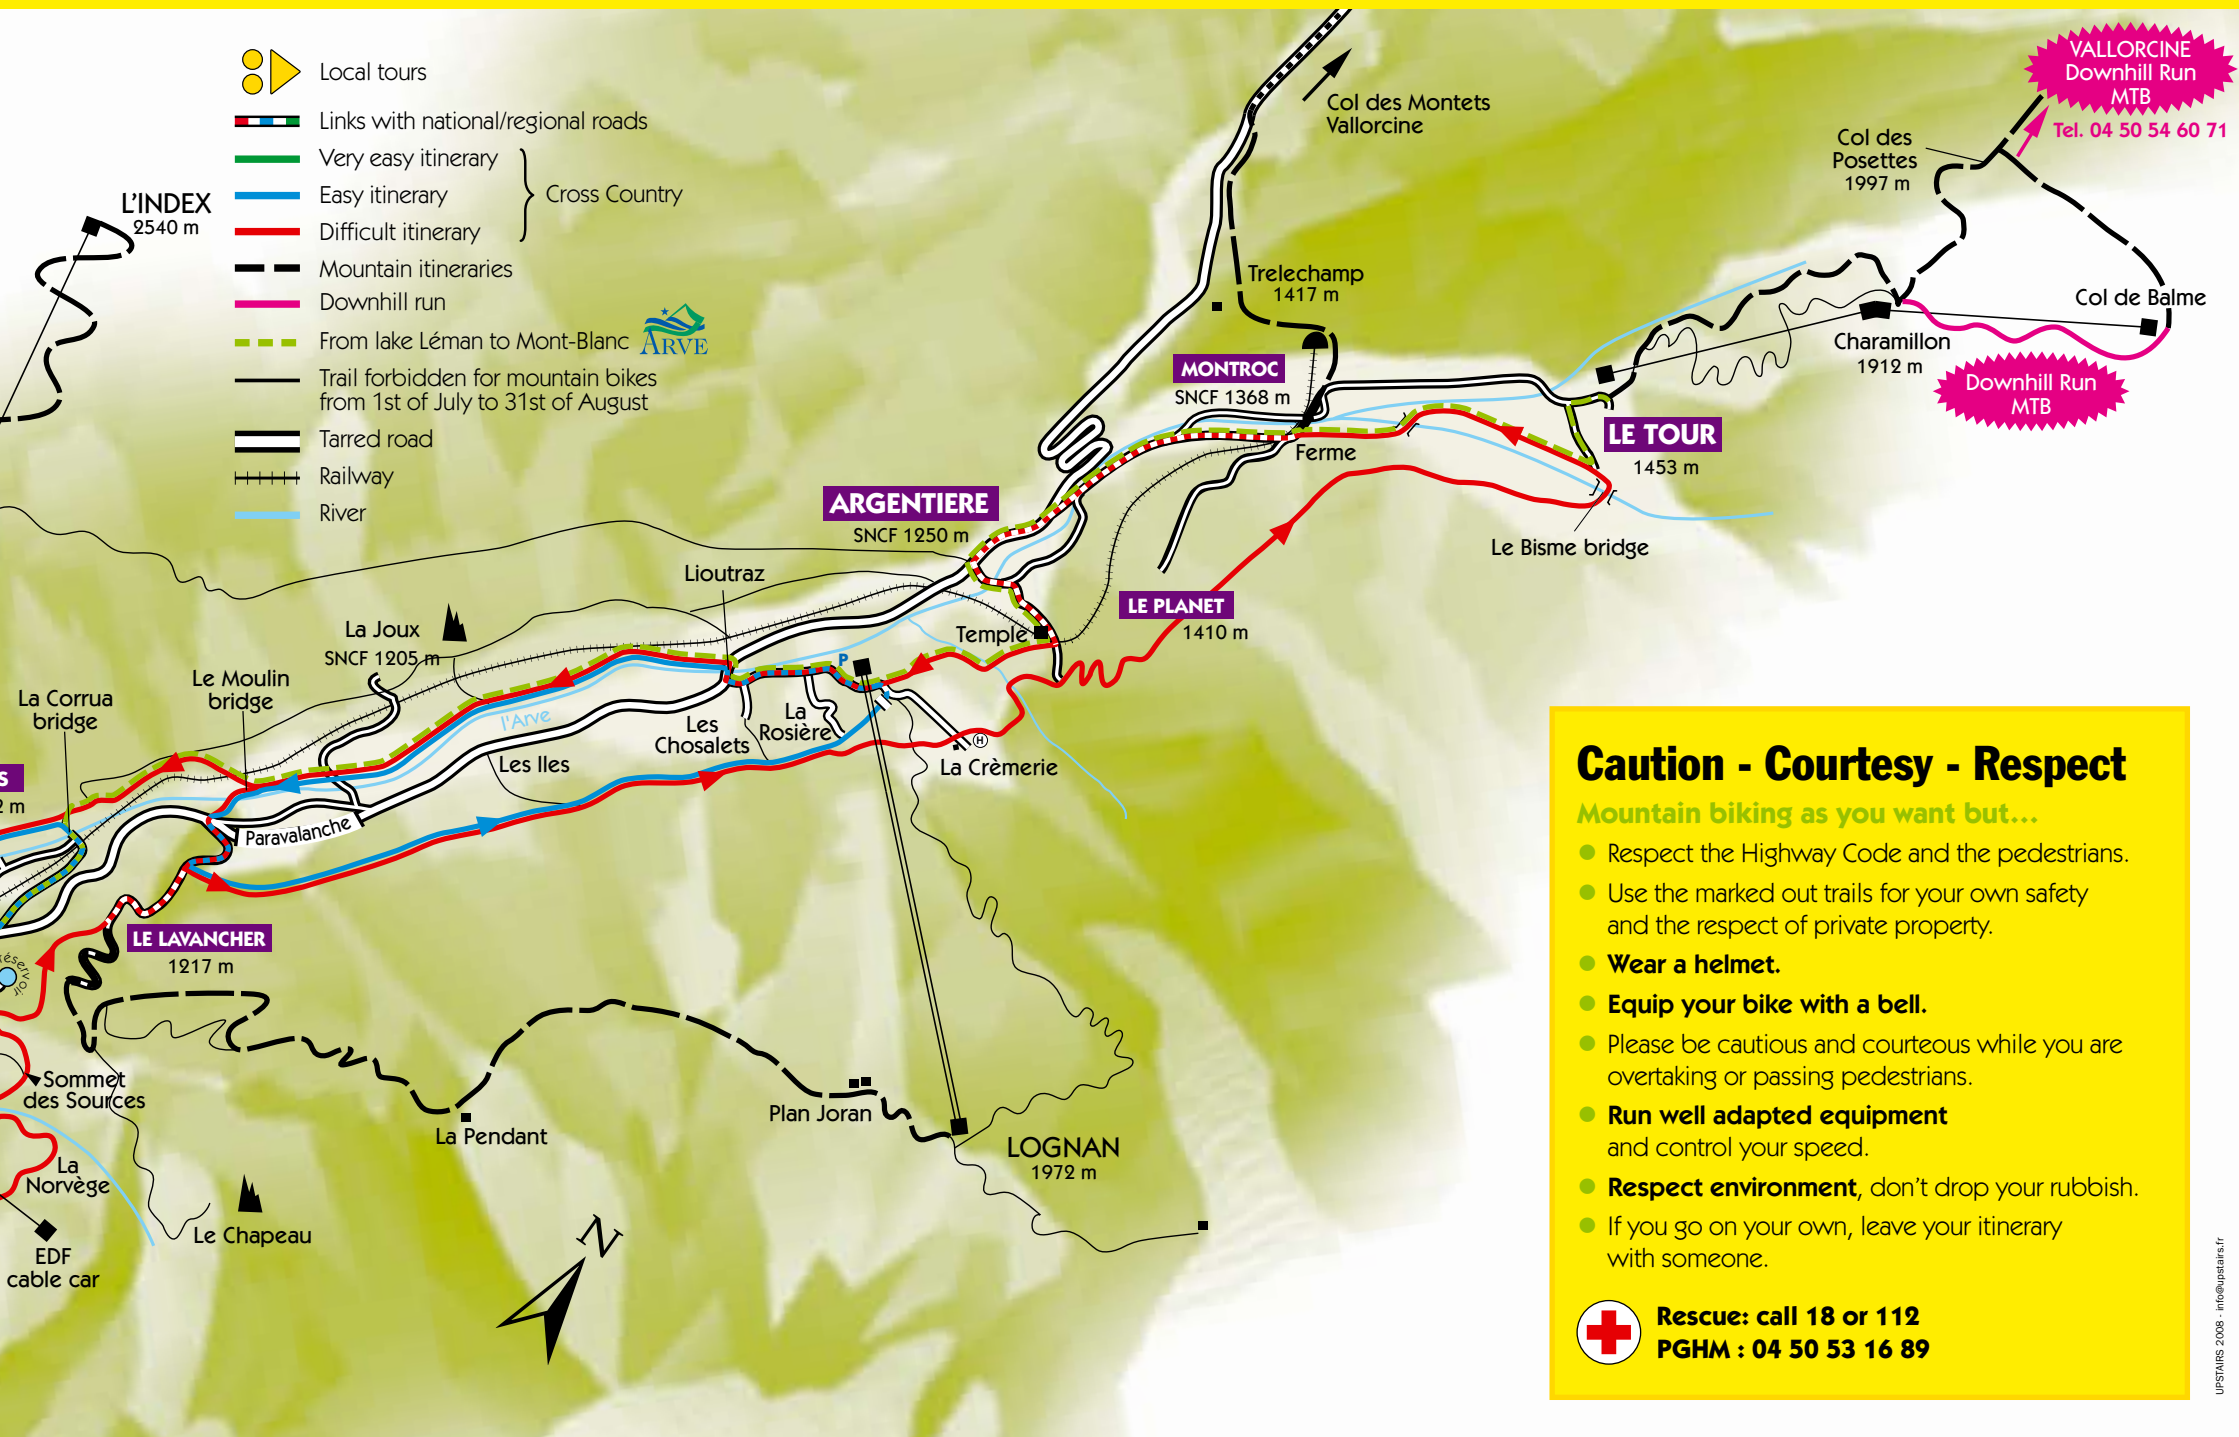 Local tours
Links with national/regional roads
Very easy itinerary
Easy itinerary
Cross Country
Difficult itinerary
Mountain itineraries
Downhill run
From lake Léman to Mont-Blanc
ARVE
Trail forbidden for mountain bikes
from 1st of July to 31st of August
Tarred road
Railway
River
L'INDEX
2540 m
Col des Montets
Vallorcine
VALLORCINE
Downhill Run
MTB
Tel. 04 50 54 60 71
Col des
Posettes
1997 m
Col de Balme
Charamillon
1912 m
Downhill Run
MTB
Trelechamp
1417 m
MONTROC
SNCF 1368 m
Ferme
LE TOUR
1453 m
Le Bisme bridge
ARGENTIERE
SNCF 1250 m
LE PLANET
1410 m
Temple
Lioutraz
La Joux
SNCF 1205 m
Le Moulin
bridge
La Corrua
bridge
S
2 m
l'Arve
P
Les
Chosalets
La
Rosière
Les Iles
H
La Crèmerie
Paravalanche
LE LAVANCHER
1217 m
réservoir
Sommet
des Sources
La
Norvège
EDF
cable car
Le Chapeau
La Pendant
Plan Joran
LOGNAN
1972 m
N
Caution - Courtesy - Respect
Mountain biking as you want but...
Respect the Highway Code and the pedestrians.
Use the marked out trails for your own safety
and the respect of private property.
Wear a helmet.
Equip your bike with a bell.
Please be cautious and courteous while you are
overtaking or passing pedestrians.
Run well adapted equipment
and control your speed.
Respect environment, don't drop your rubbish.
If you go on your own, leave your itinerary
with someone.
Rescue: call 18 or 112
PGHM : 04 50 53 16 89
UPSTAIRS 2008 - info@upstairs.fr